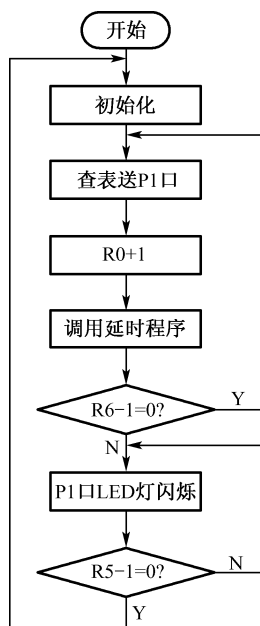 开始
初始化
查表送P1口
R0+1
调用延时程序
R6−1=0?
Y
N
P1口LED灯闪烁
R5−1=0?
N
Y